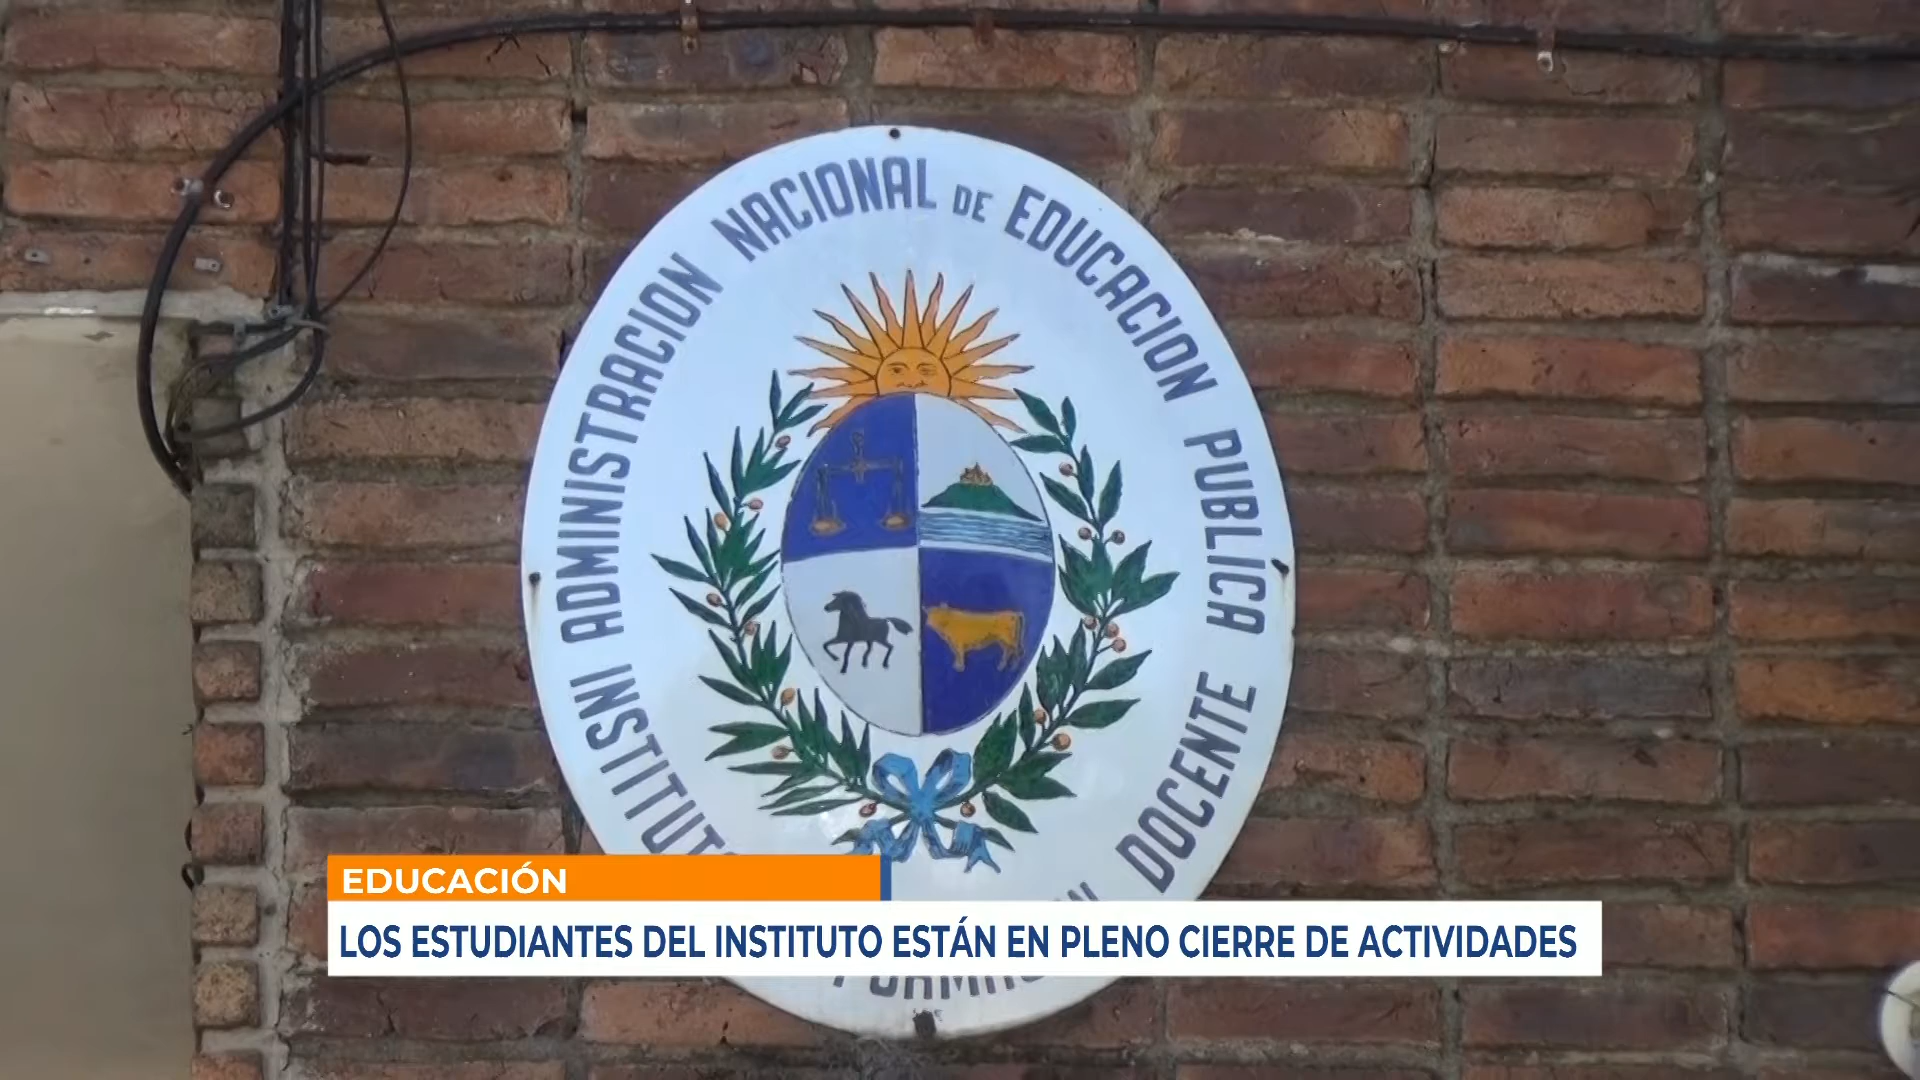 ADMINISTRACION NACIONAL DE EDUCACION PUBLICA
DOCENTE
EDUCACIÓN
LOS ESTUDIANTES DEL INSTITUTO ESTÁN EN PLENO CIERRE DE ACTIVIDADES